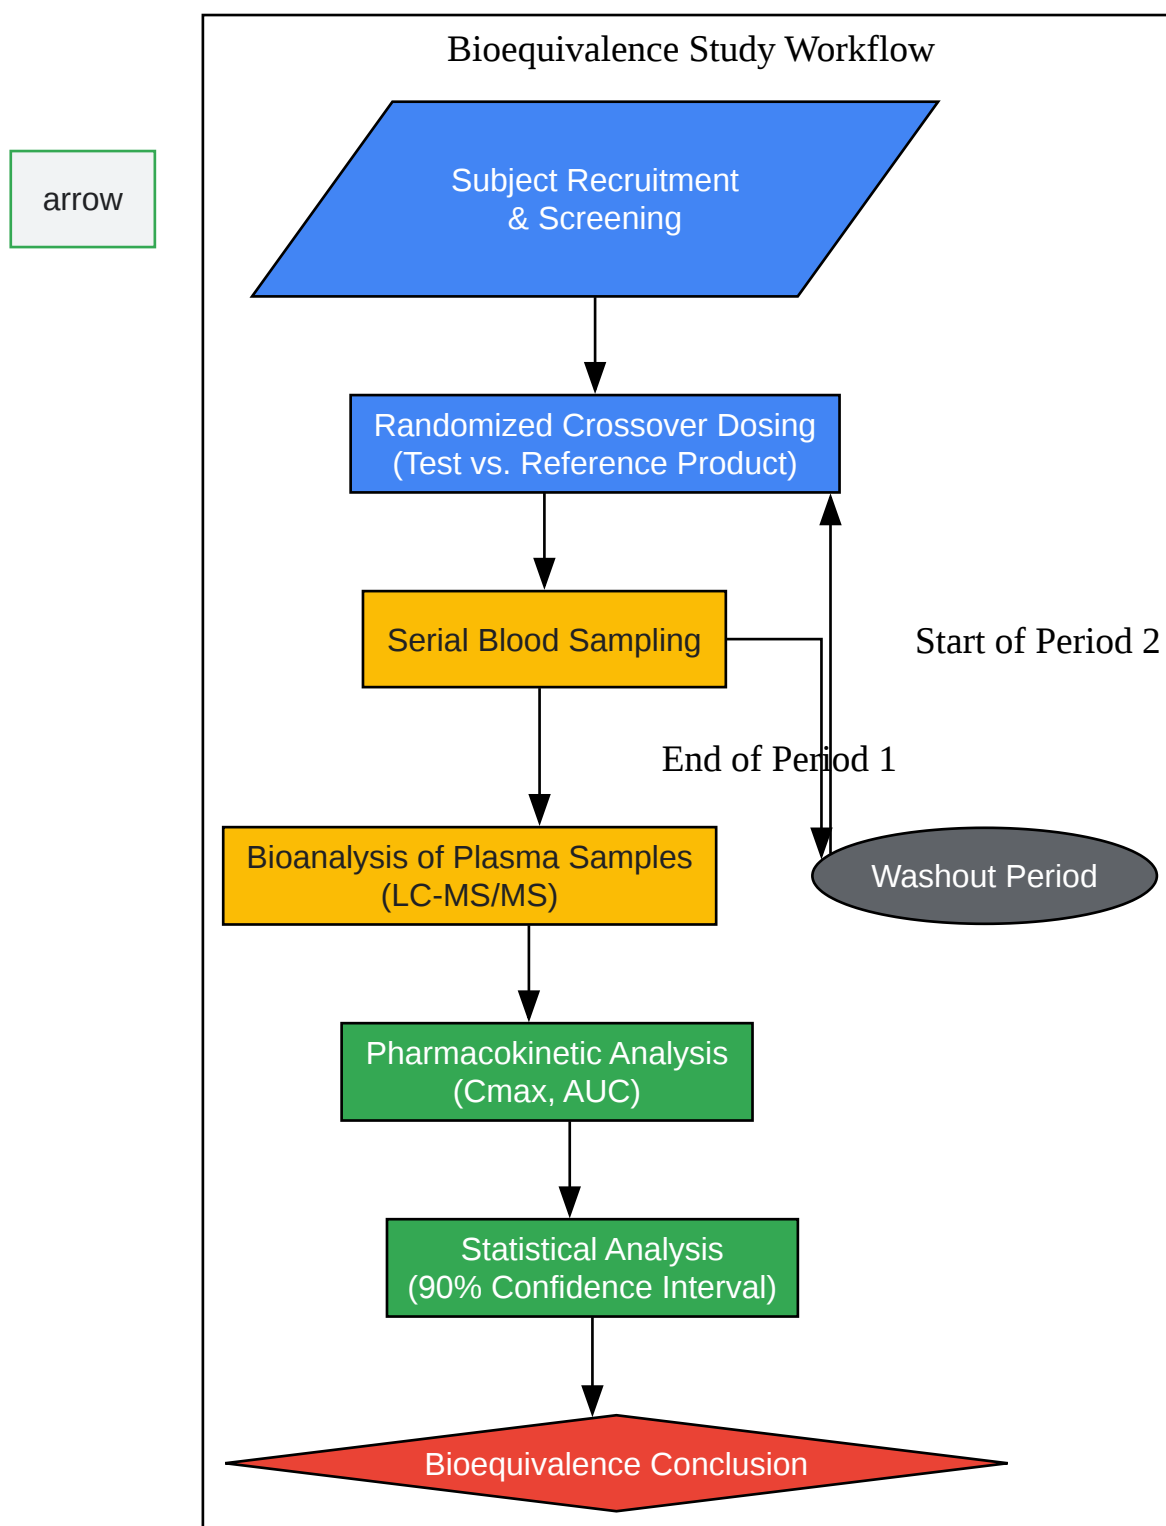 Bioequivalence Study Workflow
arrow
Subject Recruitment
& Screening
Randomized Crossover Dosing
(Test vs. Reference Product)
Serial Blood Sampling
Start of Period 2
End of Period 1
Bioanalysis of Plasma Samples
(LC-MS/MS)
Washout Period
Pharmacokinetic Analysis
(Cmax, AUC)
Statistical Analysis
(90% Confidence Interval)
Bioequivalence Conclusion